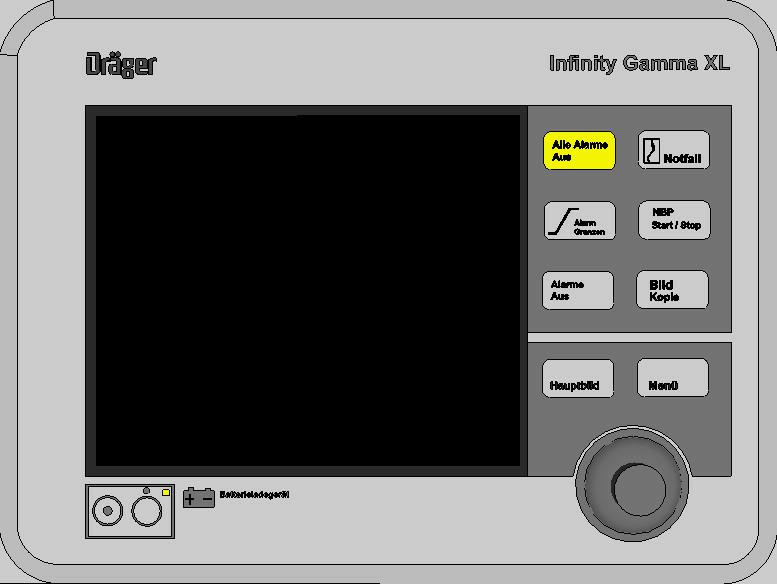 Dräger
Infinity Gamma XL
Alle Alarme
Aus
Notfall
Alarm
Grenzen
NBP
Start / Stop
Alarme
Aus
Bild
Kopie
Hauptbild
Menü
Batterieladegerät